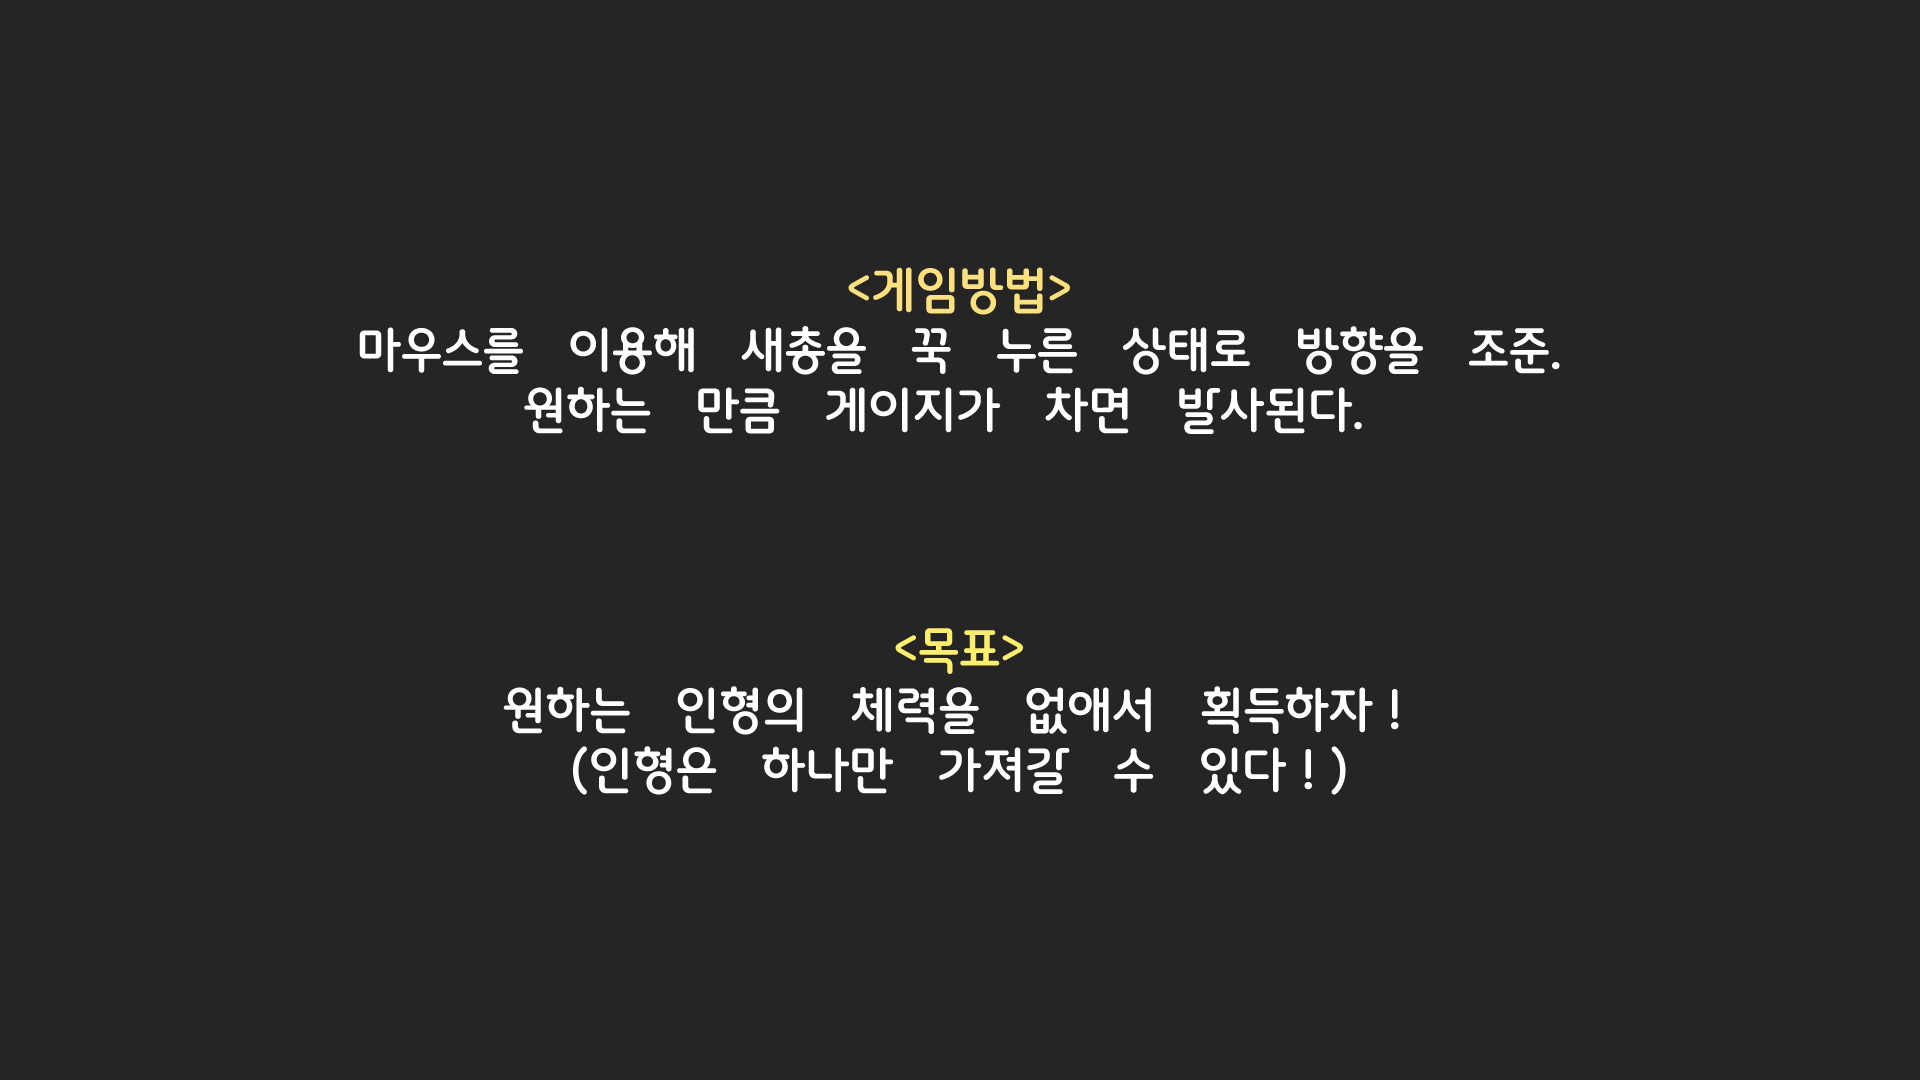 <게임방법>
마우스를 이용해 새총을 꾹 누른 상태로 방향을 조준.
원하는 만큼 게이지가 차면 발사된다.
<목표>
원하는 인형의 체력을 없애서 획득하자!
(인형은 하나만 가져갈 수 있다!)